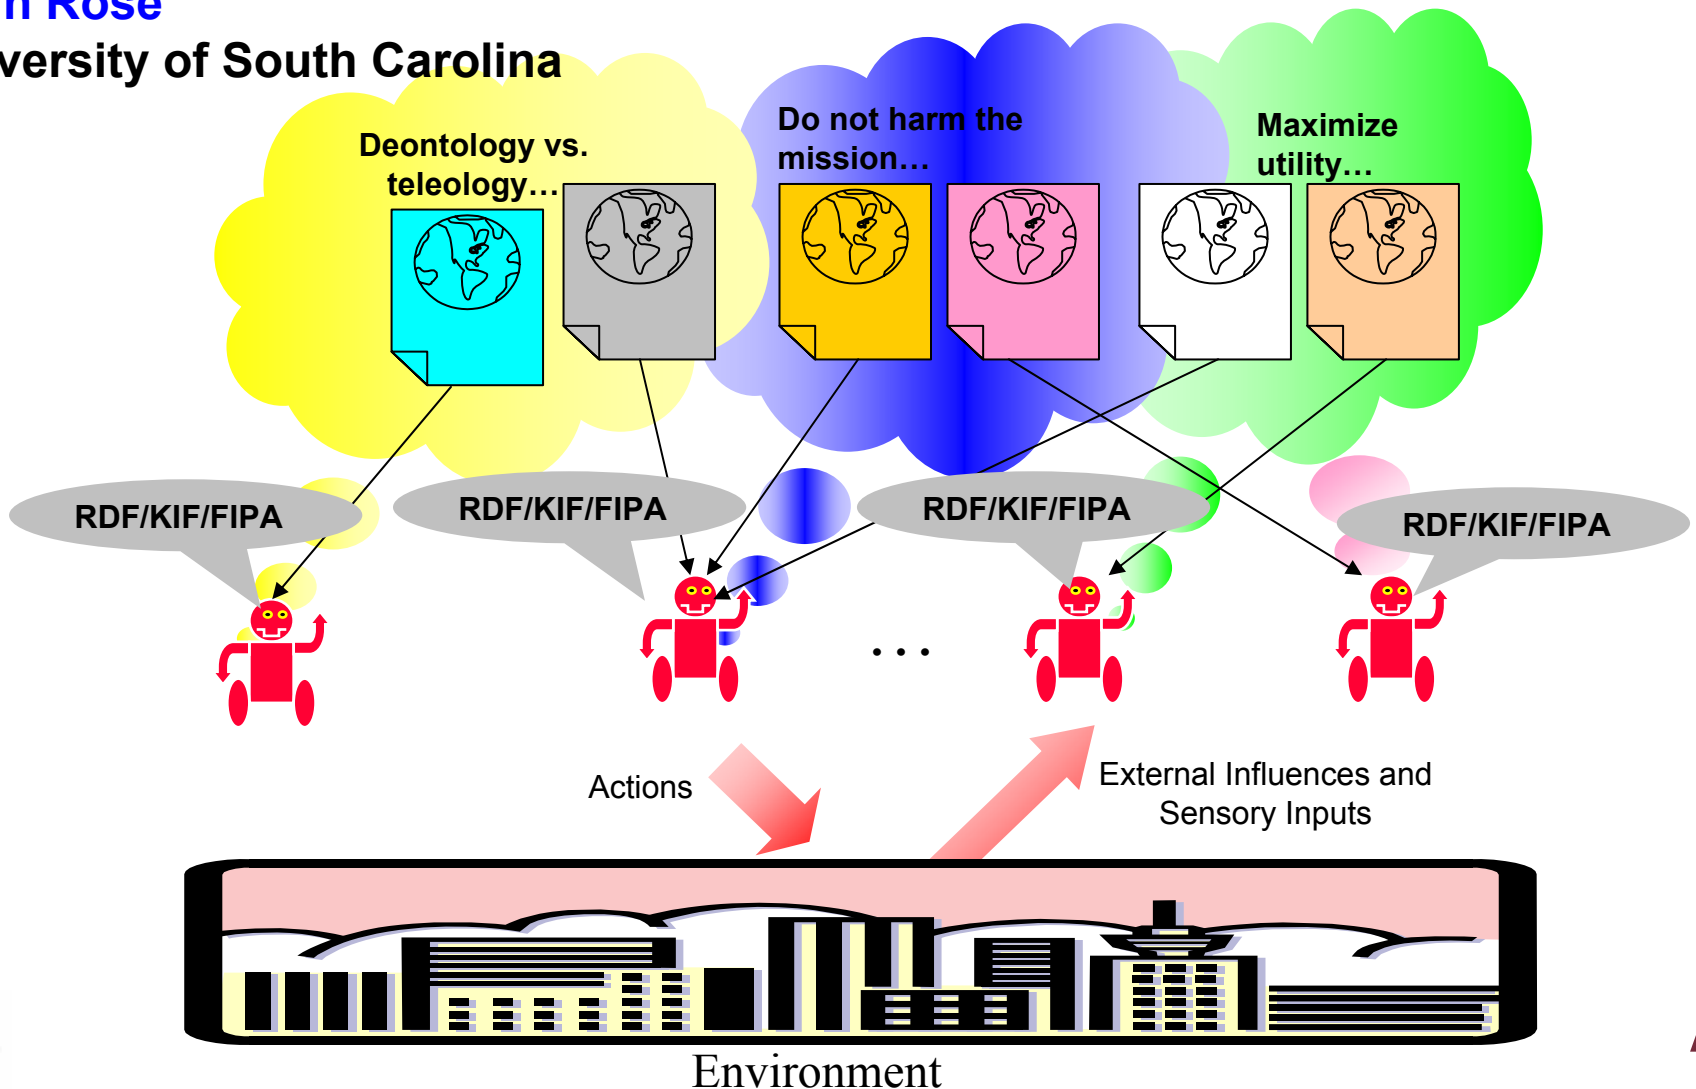 Rose
University of South Carolina
Deontology vs.
teleology…
Do not harm the
mission…
Maximize
utility…
RDF/KIF/FIPA
RDF/KIF/FIPA
RDF/KIF/FIPA
RDF/KIF/FIPA
...
Actions
External Influences and
Sensory Inputs
Environment